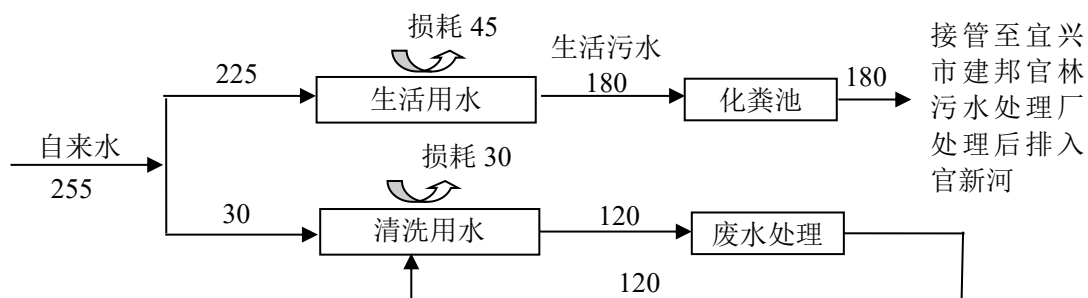 损耗 45
生活污水
225
生活用水
180
化粪池
180
接管至宜兴
市建邦官林
污水处理厂
处理后排入
官新河
自来水
255
损耗 30
30
清洗用水
120
废水处理
120